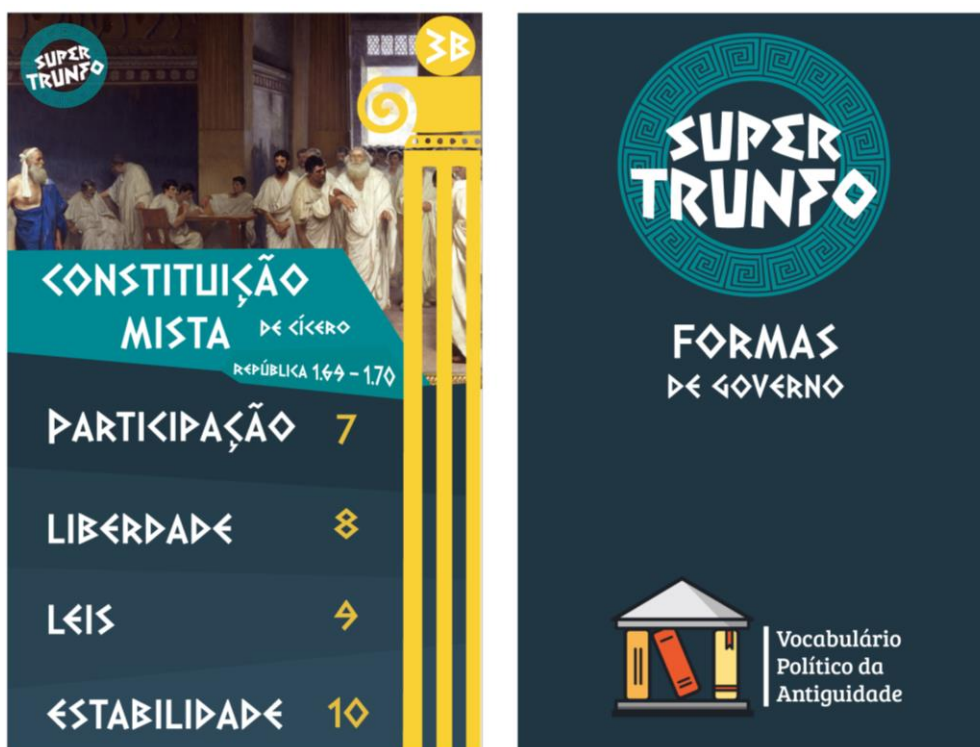 SUPER
TRUNFO
3B
CONSTITUIÇÃO
MISTA DE CÍCERO
REPÚBLICA 1.69 – 1.70
PARTICIPAÇÃO 7
LIBERDADE 8
LEIS 9
ESTABILIDADE 10
SUPER
TRUNFO
FORMAS
DE GOVERNO
Vocabulário
Político da
Antiguidade